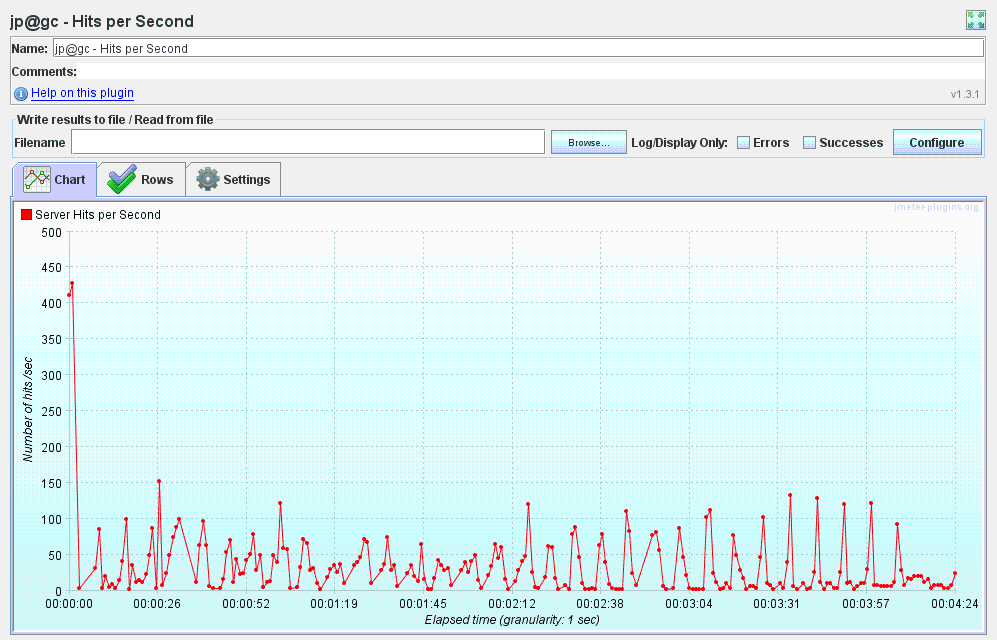 jp@gc - Hits per Second
Name: jp@gc - Hits per Second
Comments:
Help on this plugin
v1.3.1
Write results to file / Read from file
Filename Browse... Log/Display Only: Errors Successes Configure
Chart Rows Settings
Server Hits per Second
jmeter-plugins.org
500
450
400
350
300
250
200
150
100
50
0
Number of hits /sec
00:00:00 00:00:26 00:00:52 00:01:19 00:01:45 00:02:12 00:02:38 00:03:04 00:03:31 00:03:57 00:04:24
Elapsed time (granularity: 1 sec)